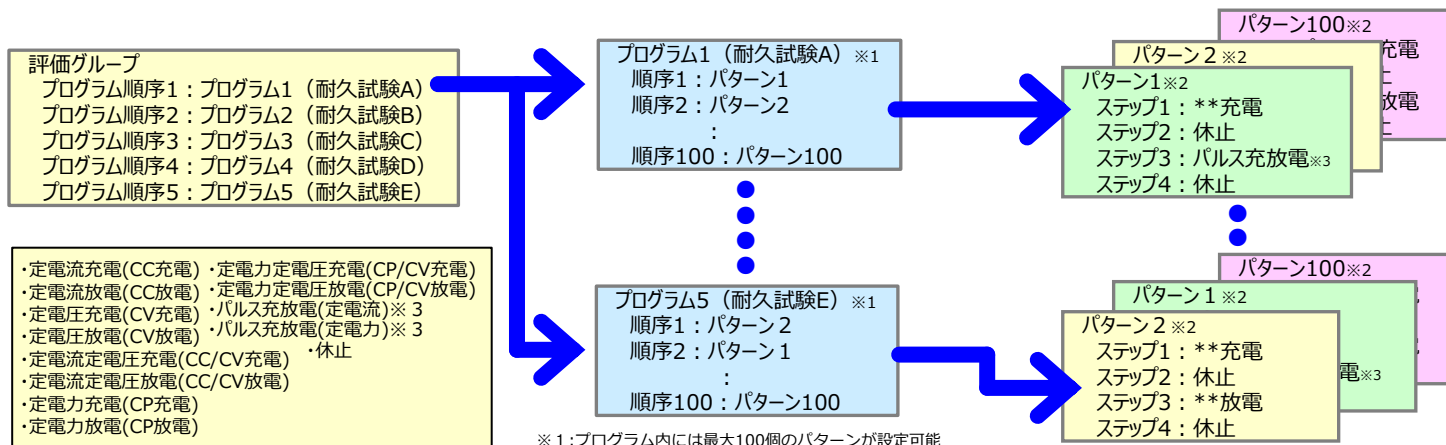 評価グループ
プログラム順序1：プログラム1（耐久試験A）
プログラム順序2：プログラム2（耐久試験B）
プログラム順序3：プログラム3（耐久試験C）
プログラム順序4：プログラム4（耐久試験D）
プログラム順序5：プログラム5（耐久試験E）
・定電流充電(CC充電)
・定電流放電(CC放電)
・定電圧充電(CV充電)
・定電圧放電(CV放電)
・定電流定電圧充電(CC/CV充電)
・定電流定電圧放電(CC/CV放電)
・定電力充電(CP充電)
・定電力放電(CP放電)
・定電力定電圧充電(CP/CV充電)
・定電力定電圧放電(CP/CV放電)
・パルス充放電(定電流)※３
・パルス充放電(定電力)※３
・休止
プログラム1（耐久試験A）※1
順序1：パターン1
順序2：パターン2
：
順序100：パターン100
プログラム5（耐久試験E）※1
順序1：パターン２
順序2：パターン１
：
順序100：パターン100
※１:プログラム内には最大100個のパターンが設定可能
パターン100※2
充電
放電
パターン２※2
パターン1※2
ステップ1：**充電
ステップ2：休止
ステップ3：パルス充放電※3
ステップ4：休止
パターン100※2
パターン１※2
電※3
パターン２※2
ステップ1：**充電
ステップ2：休止
ステップ3：**放電
ステップ4：休止